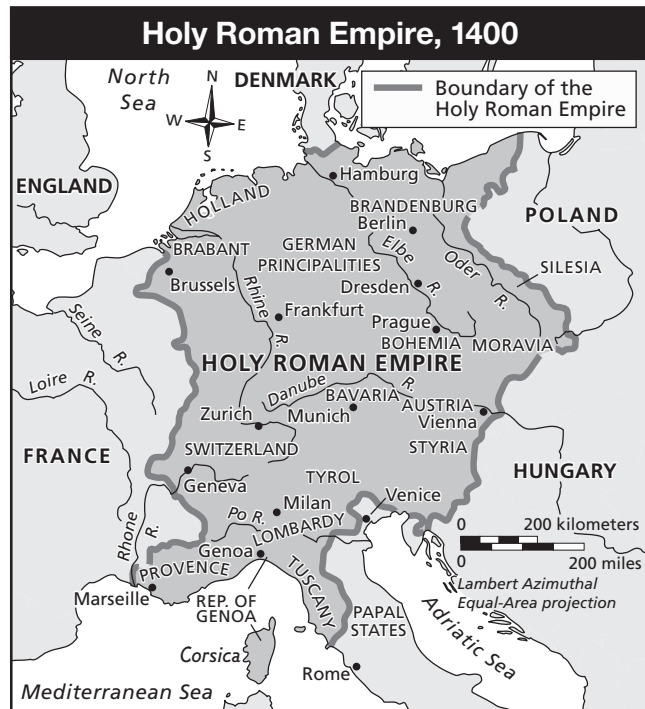 Holy Roman Empire, 1400
North
Sea
N
W
E
S
DENMARK
Boundary of the
Holy Roman Empire
ENGLAND
HOLLAND
Hamburg
BRANDENBURG
Berlin
POLAND
BRABANT
GERMAN
PRINCIPALITIES
Elbe
R.
Oder
R.
SILESIA
Brussels
Rhine
R.
Dresden
Frankfurt
Seine
R.
Prague
BOHEMIA
MORAVIA
HOLY ROMAN EMPIRE
Loire R.
Danube
R.
BAVARIA
Zurich
Munich
AUSTRIA
Vienna
FRANCE
SWITZERLAND
STYRIA
HUNGARY
Geneva
TYROL
Venice
Milan
Po R.
LOMBARDY
0
200 kilometers
0
200 miles
Lambert Azimuthal
Equal-Area projection
Rhone
R.
Genoa
PROVENCE
Marseille
REP. OF
GENOA
TUSCANY
PAPAL
STATES
Adriatic Sea
Corsica
Rome
Mediterranean Sea